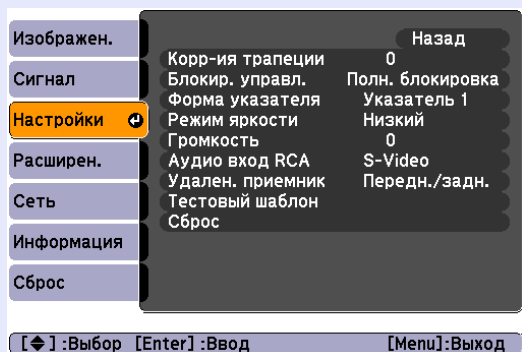 Изображен.
Сигнал
Настройки
Расширен.
Сеть
Информация
Сброс
Назад
Корр-ия трапеции 0
Блокир. управл. Полн. блокировка
Форма указателя Указатель 1
Режим яркости Низкий
Громкость 0
Аудио вход RCA S-Video
Удален. приемник Передн./задн.
Тестовый шаблон
Сброс
[◆] :Выбор [Enter] :Ввод [Menu]:Выход